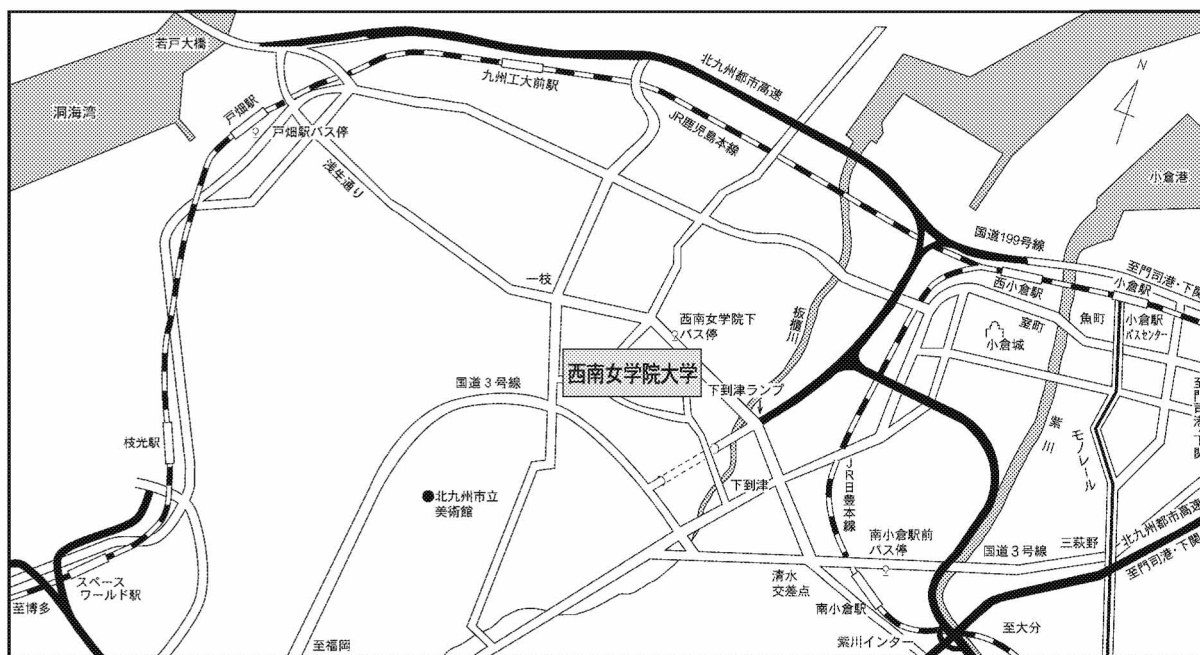 若戸大橋
洞海湾
戸畑駅
戸畑駅バス停
九州工大前駅
北九州都市高速
JR鹿児島本線
N
小倉港
浅生通り
国道199号線
至門司港・下関
西小倉駅
小倉駅
一枝
西南女学院下
バス停
板櫃川
室町
魚町
小倉駅
バスセンター
小倉城
西南女学院大学
国道3号線
下到津ランプ
至門司港・下関
紫川
モノレール
枝光駅
北九州市立
美術館
下到津
JR日豊本線
南小倉駅前
バス停
国道3号線
三萩野
北九州都市高速
至門司港・下関
スペース
ワールド駅
至博多
清水
交差点
南小倉駅
至福岡
紫川インター
至大分